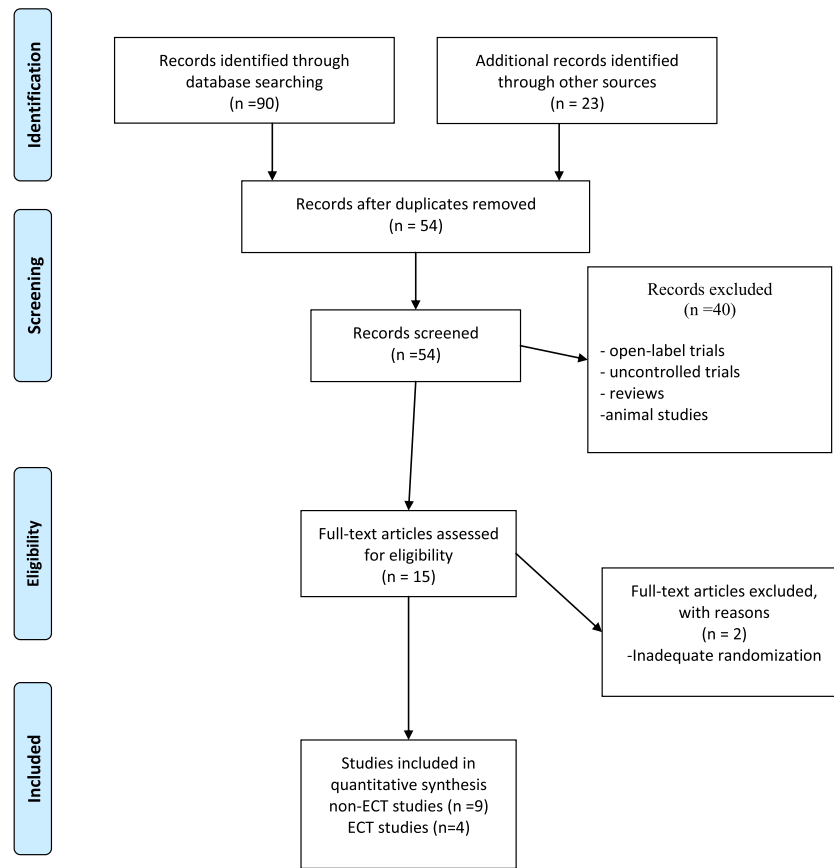 Identification
Records identified through
database searching
(n =90)
Additional records identified
through other sources
(n = 23)
Records after duplicates removed
(n = 54)
Screening
Records screened
(n =54)
Records excluded
(n =40)
- open-label trials
- uncontrolled trials
- reviews
-animal studies
Eligibility
Full-text articles assessed
for eligibility
(n = 15)
Full-text articles excluded,
with reasons
(n = 2)
-Inadequate randomization
Included
Studies included in
quantitative synthesis
non-ECT studies (n =9)
ECT studies (n=4)